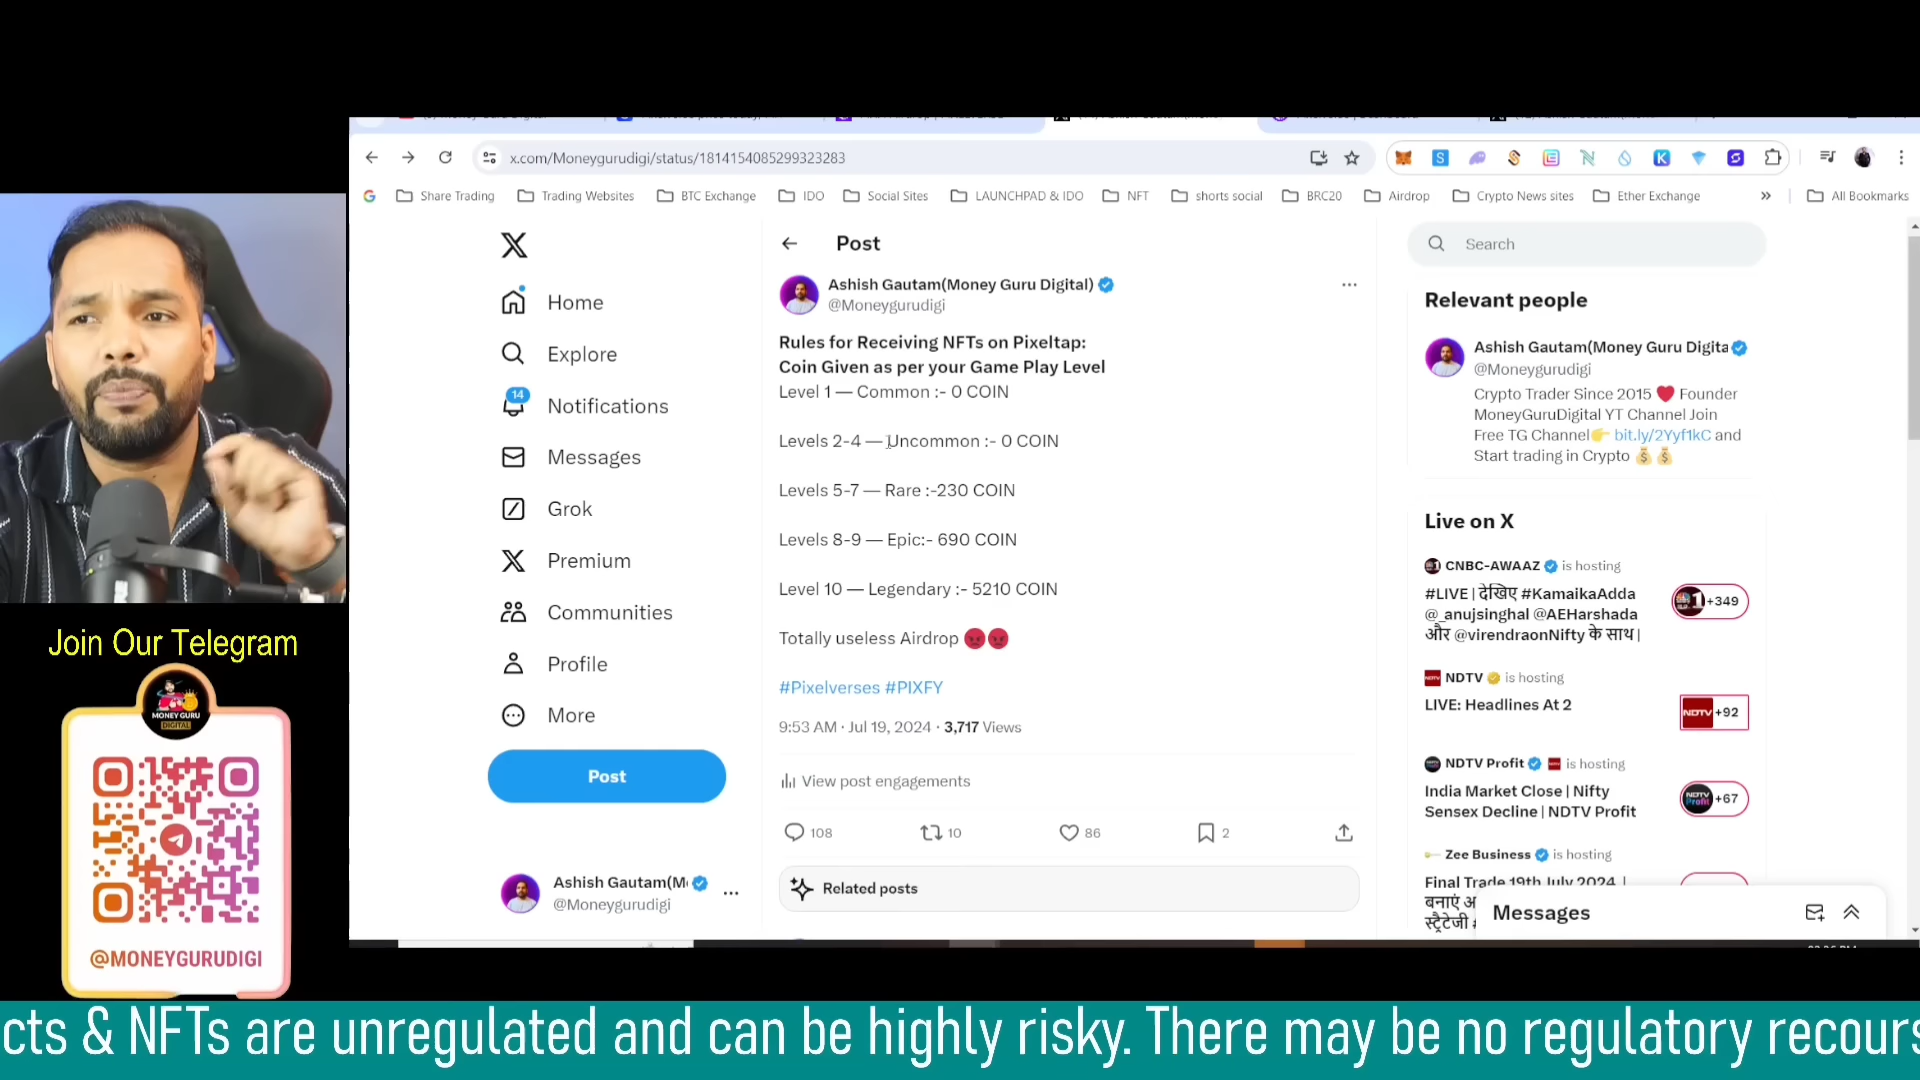 x.com/Moneygurudigi/status/1814154085299323283
Share Trading
Trading Websites
BTC Exchange
IDO
Social Sites
LAUNCHPAD & IDO
NFT
shorts social
BRC20
Airdrop
Crypto News sites
Ether Exchange
All Bookmarks
Home
Explore
14
Notifications
Messages
Grok
Premium
Communities
Profile
More
Post
Ashish Gautam(M
@Moneygurudigi
Post
Ashish Gautam(Money Guru Digital)
@Moneygurudigi
Rules for Receiving NFTs on Pixeltap:
Coin Given as per your Game Play Level
Level 1 — Common :- 0 COIN
Levels 2-4 — Uncommon :- 0 COIN
Levels 5-7 — Rare :-230 COIN
Levels 8-9 — Epic:- 690 COIN
Level 10 — Legendary :- 5210 COIN
Totally useless Airdrop 😡😡
#Pixelverses #PIXFY
9:53 AM · Jul 19, 2024 · 3,717 Views
View post engagements
108
10
86
2
Related posts
Search
Relevant people
Ashish Gautam(Money Guru Digita
@Moneygurudigi
Crypto Trader Since 2015 ❤️ Founder
MoneyGuruDigital YT Channel Join
Free TG Channel👉 bit.ly/2Yyf1kC and
Start trading in Crypto 💰💰
Live on X
CNBC-AWAAZ is hosting
#LIVE | देखिए #KamaikaAdda
@_anujsinghal @AEHarshada
और @virendraonNifty के साथ |
+349
NDTV is hosting
LIVE: Headlines At 2
NDTV +92
NDTV Profit is hosting
India Market Close | Nifty
Sensex Decline | NDTV Profit
+67
Zee Business is hosting
Final Trade 19th July 2024 |
Messages
Join Our Telegram
MONEY GURU
DIGITAL
@MONEYGURUDIGI
cts & NFTs are unregulated and can be highly risky. There may be no regulatory recours